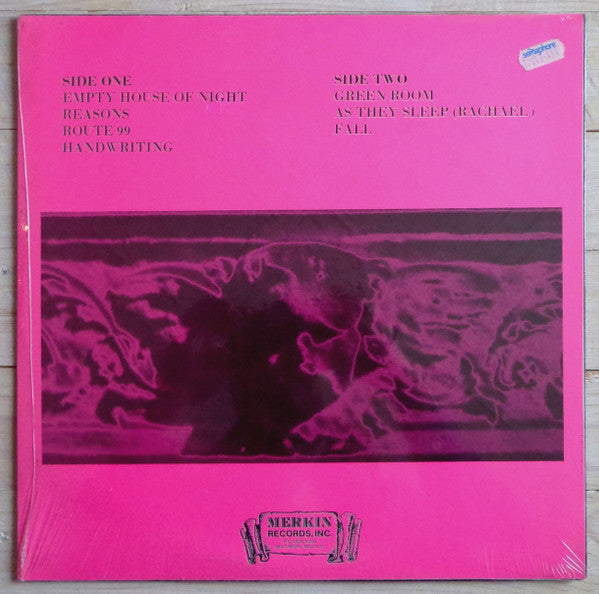 SIDE ONE
EMPTY HOUSE OF NIGHT
REASONS
ROUTE 99
HANDWRITING
SIDE TWO
GREEN ROOM
AS THEY SLEEP (RACHAEL)
FALL
semaphore
MERKIN
RECORDS, INC.